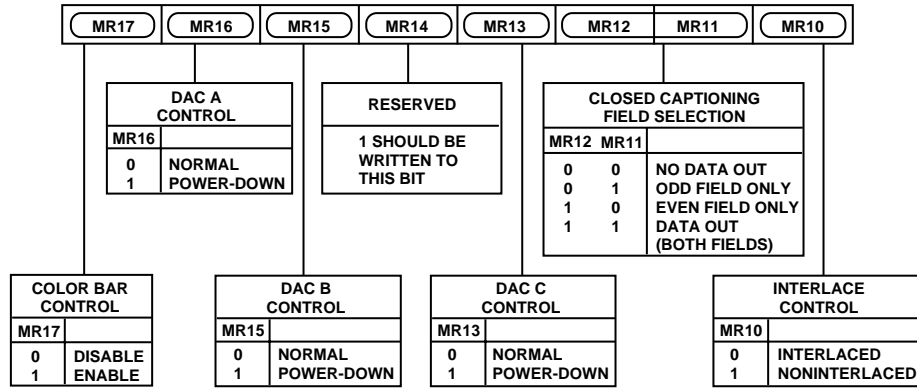 MR17 MR16 MR15 MR14 MR13 MR12 MR11 MR10
DAC A
CONTROL
MR16
0 NORMAL
1 POWER-DOWN
RESERVED
1 SHOULD BE
WRITTEN TO
THIS BIT
CLOSED CAPTIONING
FIELD SELECTION
MR12 MR11
0 0 NO DATA OUT
0 1 ODD FIELD ONLY
1 0 EVEN FIELD ONLY
1 1 DATA OUT
(BOTH FIELDS)
COLOR BAR
CONTROL
MR17
0 DISABLE
1 ENABLE
DAC B
CONTROL
MR15
0 NORMAL
1 POWER-DOWN
DAC C
CONTROL
MR13
0 NORMAL
1 POWER-DOWN
INTERLACE
CONTROL
MR10
0 INTERLACED
1 NONINTERLACED